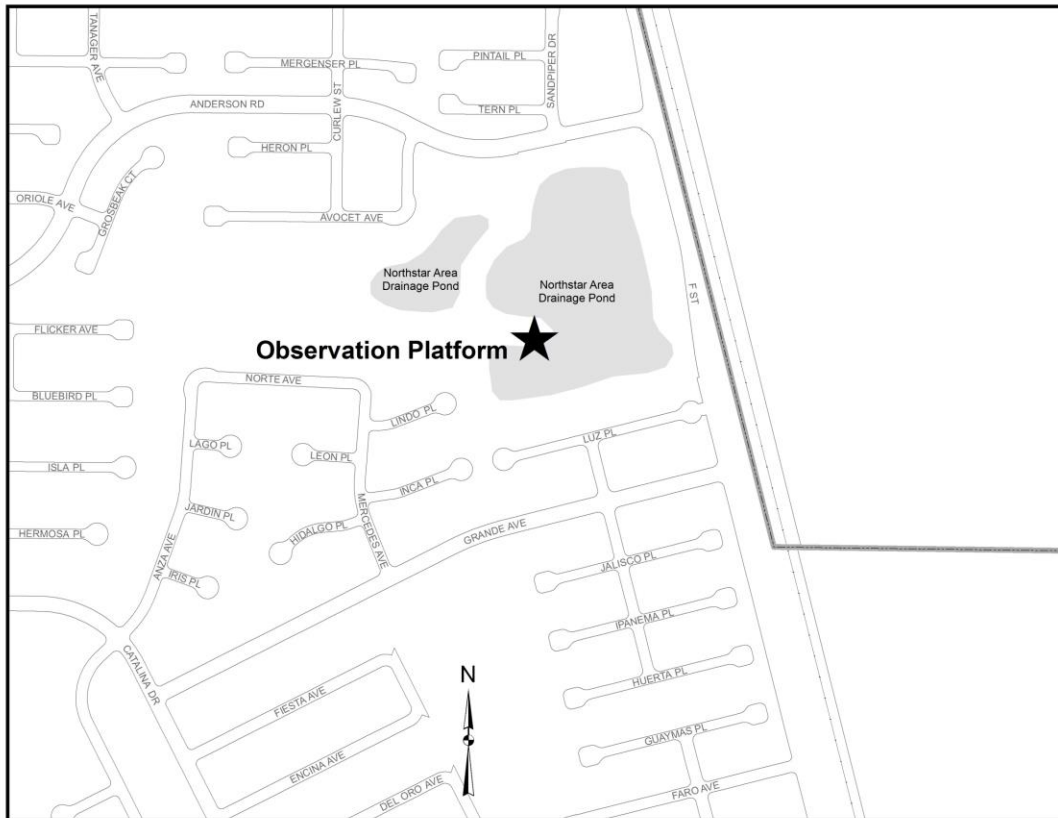 TANAGER AVE
MERGENSER PL
PINTAIL PL
SANDPIPER DR
ANDERSON RD
CURLEW ST
TERN PL
HERON PL
GROSBEAK CT
ORIOLE AVE
AVOCET AVE
Northstar Area
Drainage Pond
Northstar Area
Drainage Pond
F ST
FLICKER AVE
Observation Platform
NORTE AVE
BLUEBIRD PL
LINDO PL
LUZ PL
LAGO PL
LEON PL
ISLA PL
INCA PL
MERCEDES AVE
JARDIN PL
HIDALGO PL
GRANDE AVE
HERMOSA PL
ANZA AVE
IRIS PL
JALISCO PL
IPANEMA PL
CATALINA DR
N
HUERTA PL
FIESTA AVE
GUAYMAS PL
ENCINA AVE
DEL ORO AVE
FARO AVE